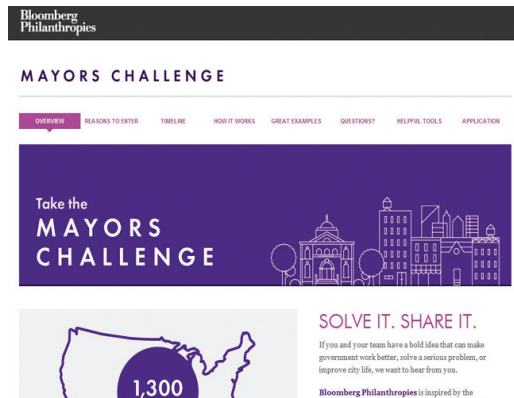 Bloomberg
Philanthropies
MAYORS CHALLENGE
OVERVIEW REASONS TO ENTER TIMELINE HOW IT WORKS GREAT EXAMPLES QUESTIONS? HELPFUL TOOLS APPLICATION
Take the
MAYORS
CHALLENGE
1,300
SOLVE IT. SHARE IT.
If you and your team have a bold idea that can make
government work better, solve a serious problem, or
improve city life, we want to hear from you.
Bloomberg Philanthropies is inspired by the